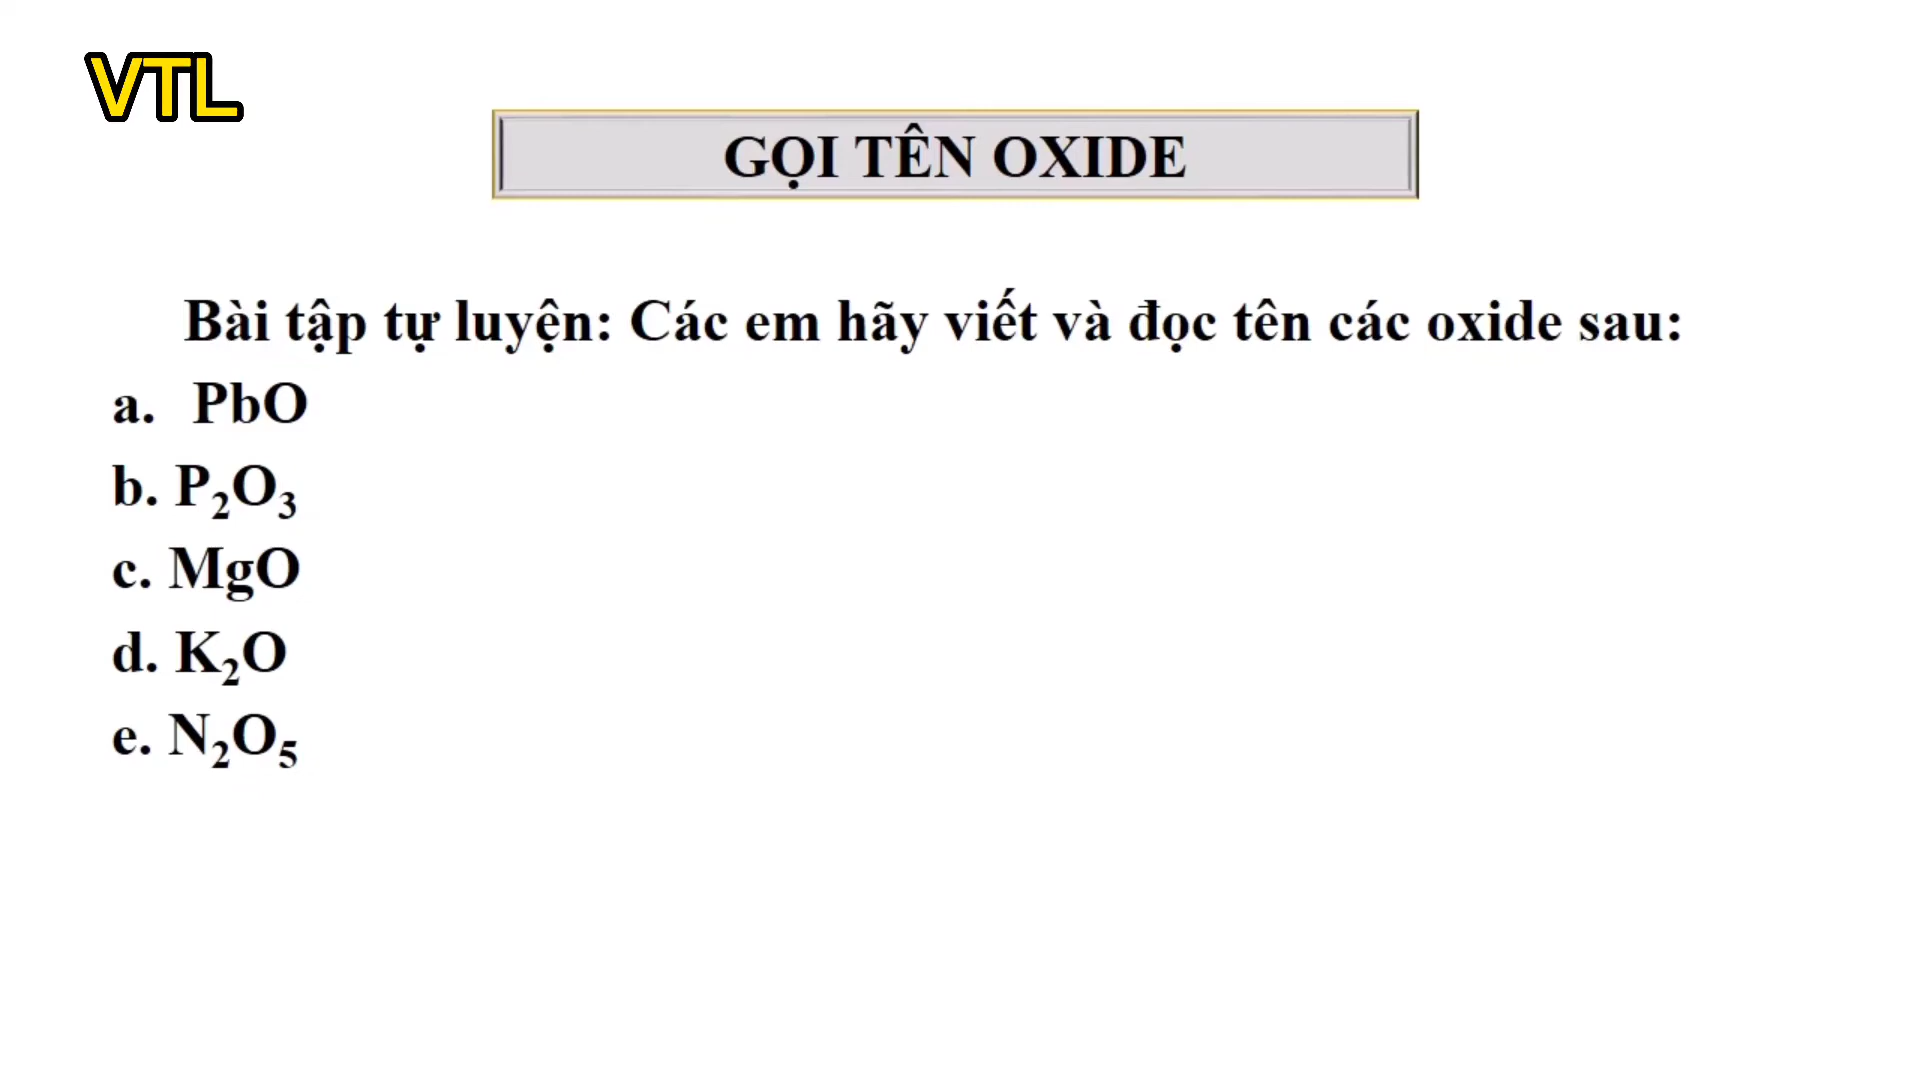 VTL
GỌI TÊN OXIDE
Bài tập tự luyện: Các em hãy viết và đọc tên các oxide sau:
a. PbO
b. P₂O₃
c. MgO
d. K₂O
e. N₂O₅